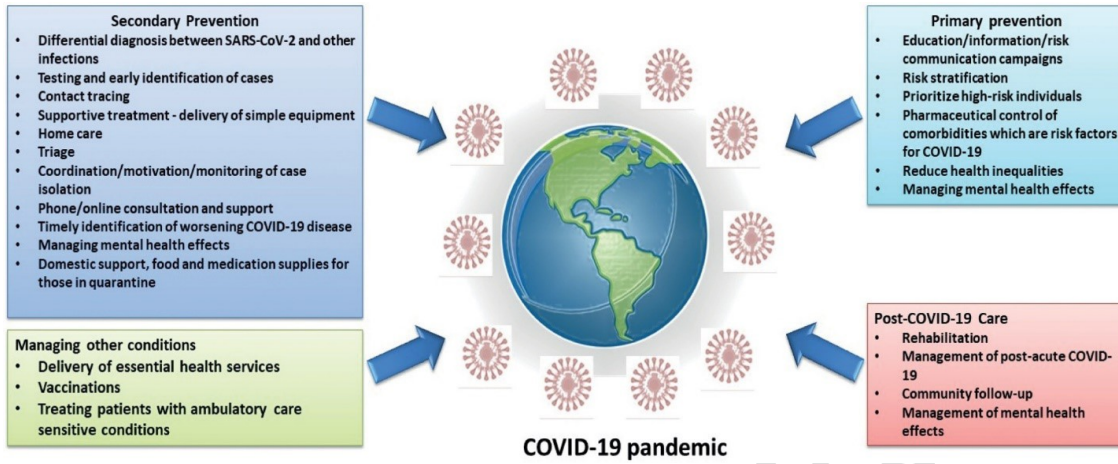 Secondary Prevention
• Differential diagnosis between SARS-CoV-2 and other
infections
• Testing and early identification of cases
• Contact tracing
• Supportive treatment - delivery of simple equipment
• Home care
• Triage
• Coordination/motivation/monitoring of case
isolation
• Phone/online consultation and support
• Timely identification of worsening COVID-19 disease
• Managing mental health effects
• Domestic support, food and medication supplies for
those in quarantine
Primary prevention
• Education/information/risk
communication campaigns
• Risk stratification
• Prioritize high-risk individuals
• Pharmaceutical control of
comorbidities which are risk factors
for COVID-19
• Reduce health inequalities
• Managing mental health effects
Managing other conditions
• Delivery of essential health services
• Vaccinations
• Treating patients with ambulatory care
sensitive conditions
Post-COVID-19 Care
• Rehabilitation
• Management of post-acute COVID-
19
• Community follow-up
• Management of mental health
effects
COVID-19 pandemic